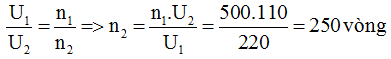 U₁/U₂ = n₁/n₂ => n₂ = n₁.U₂/U₁ = 500.110/220 = 250 vòng